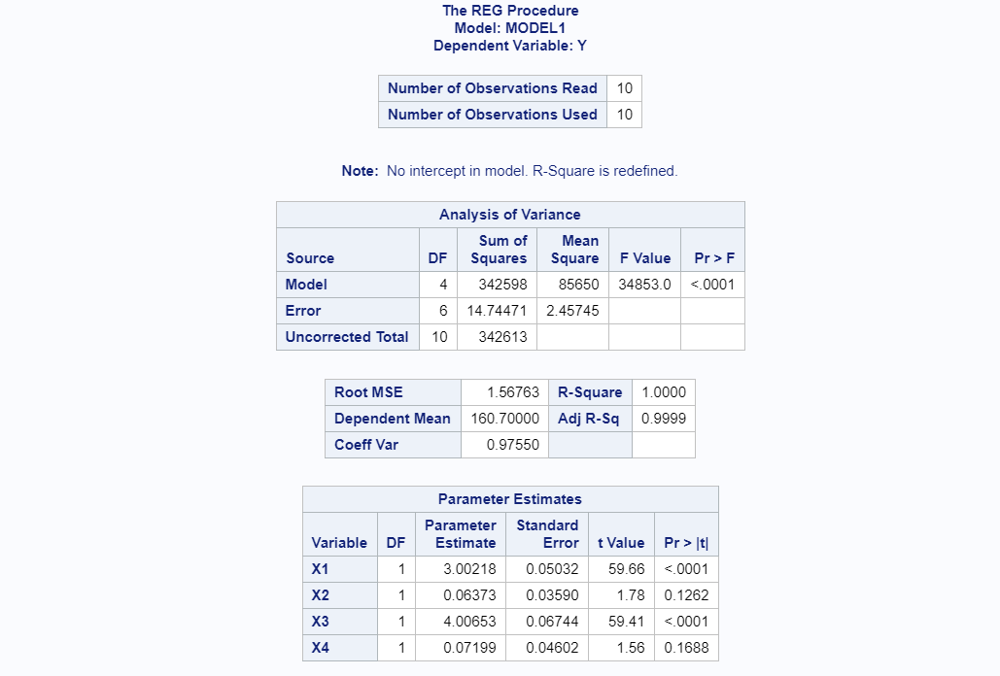 The REG Procedure
Model: MODEL1
Dependent Variable: Y
Number of Observations Read 10
Number of Observations Used 10
Note: No intercept in model. R-Square is redefined.
Analysis of Variance
Source DF Sum of Squares Mean Square F Value Pr > F
Model 4 342598 85650 34853.0 <.0001
Error 6 14.74471 2.45745
Uncorrected Total 10 342613
Root MSE 1.56763 R-Square 1.0000
Dependent Mean 160.70000 Adj R-Sq 0.9999
Coeff Var 0.97550
Parameter Estimates
Variable DF Parameter Estimate Standard Error t Value Pr > |t|
X1 1 3.00218 0.05032 59.66 <.0001
X2 1 0.06373 0.03590 1.78 0.1262
X3 1 4.00653 0.06744 59.41 <.0001
X4 1 0.07199 0.04602 1.56 0.1688